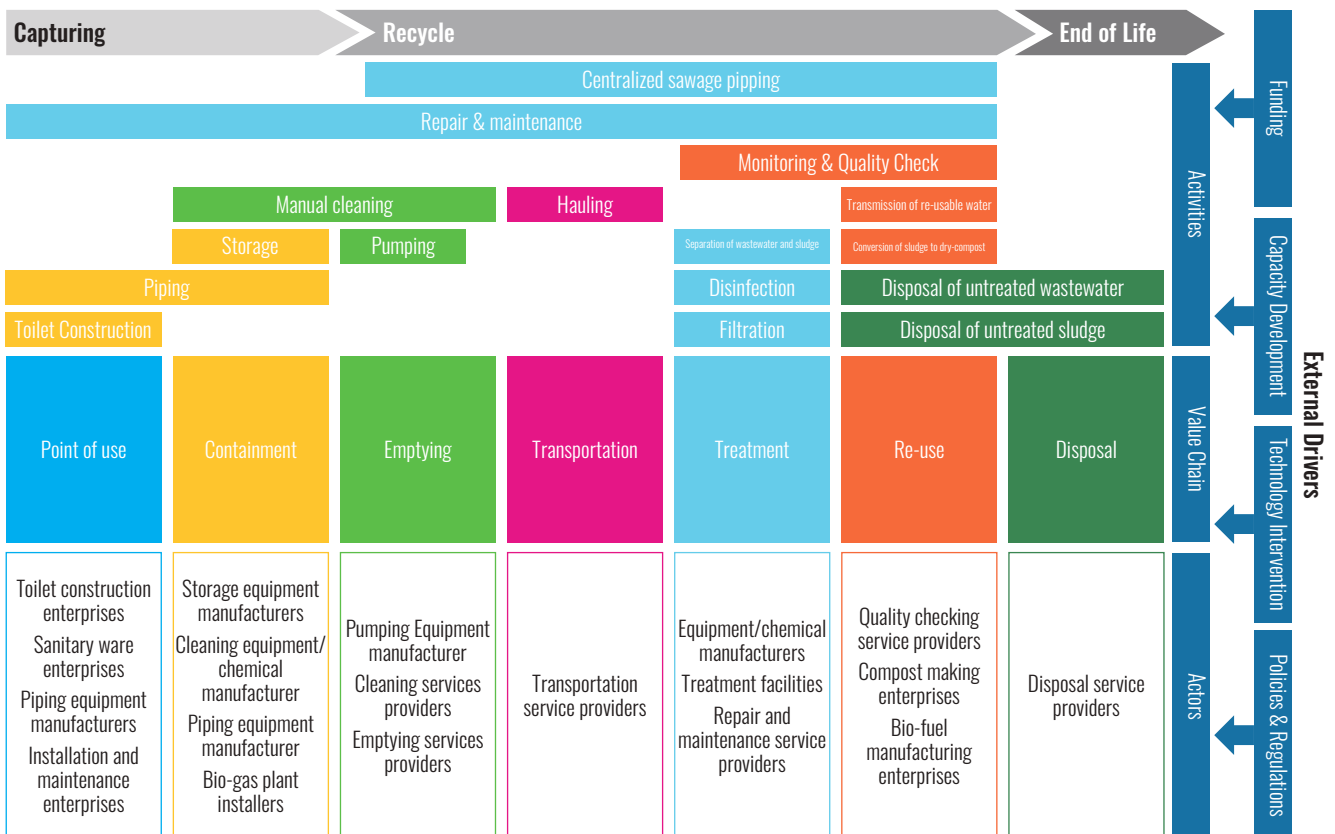 Capturing
Recycle
End of Life
Centralized sawage pipping
Repair & maintenance
Monitoring & Quality Check
Manual cleaning
Hauling
Transmission of re-usable water
Storage
Pumping
Separation of wastewater and sludge
Conversion of sludge to dry-compost
Piping
Disinfection
Disposal of untreated wastewater
Toilet Construction
Filtration
Disposal of untreated sludge
Activities
Point of use
Containment
Emptying
Transportation
Treatment
Re-use
Disposal
Value Chain
Toilet construction
enterprises
Sanitary ware
enterprises
Piping equipment
manufacturers
Installation and
maintenance
enterprises
Storage equipment
manufacturers
Cleaning equipment/
chemical
manufacturer
Piping equipment
manufacturer
Bio-gas plant
installers
Pumping Equipment
manufacturer
Cleaning services
providers
Emptying services
providers
Transportation
service providers
Equipment/chemical
manufacturers
Treatment facilities
Repair and
maintenance service
providers
Quality checking
service providers
Compost making
enterprises
Bio-fuel
manufacturing
enterprises
Disposal service
providers
Actors
Funding
Capacity Development
Technology Intervention
Policies & Regulations
External Drivers